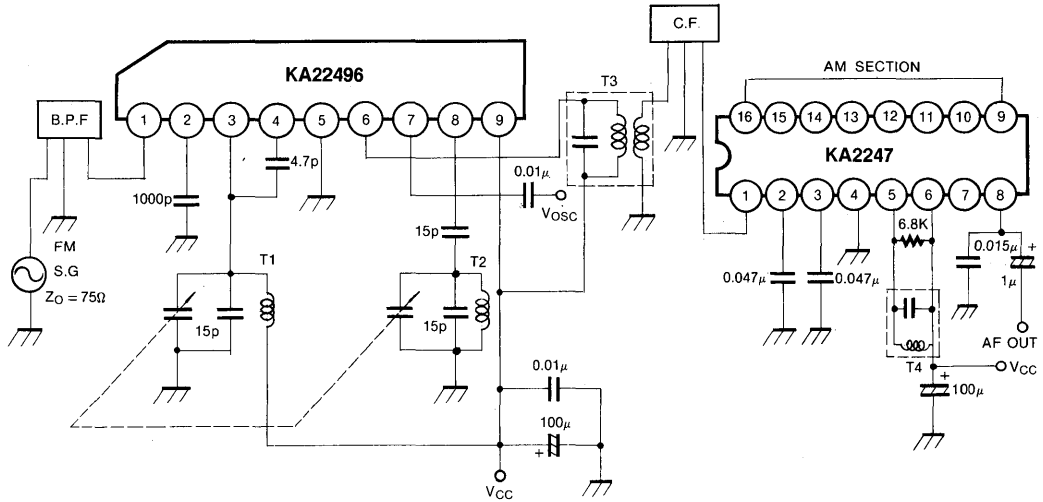 C.F.
KA22496
T3
AM SECTION
B.P.F
1 2 3 4 5 6 7 8 9
16 15 14 13 12 11 10 9
KA2247
1 2 3 4 5 6 7 8
4.7p
0.01μ
VOSC
1000p
15p
6.8K
0.015μ
+
1μ
0.047μ
0.047μ
FM
S.G
ZO = 75Ω
T1
T2
15p
15p
AF OUT
T4
VCC
+
100μ
0.01μ
100μ
+
VCC